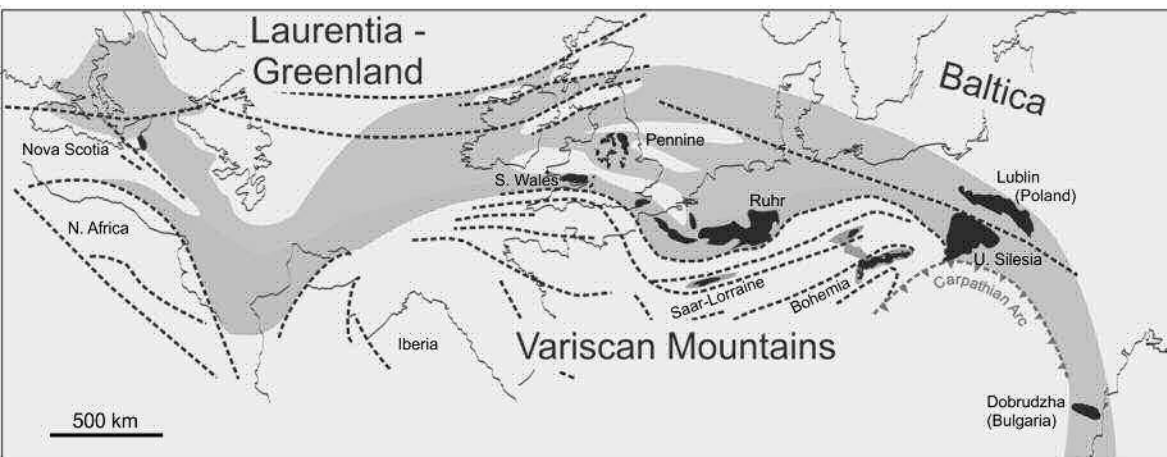 Laurentia -
Greenland
Baltica
Nova Scotia
Pennine
S. Wales
Lublin
(Poland)
Ruhr
N. Africa
U. Silesia
Saar-Lorraine
Bohemia
Carpathian Arc
Iberia
Variscan Mountains
Dobrudzha
(Bulgaria)
500 km